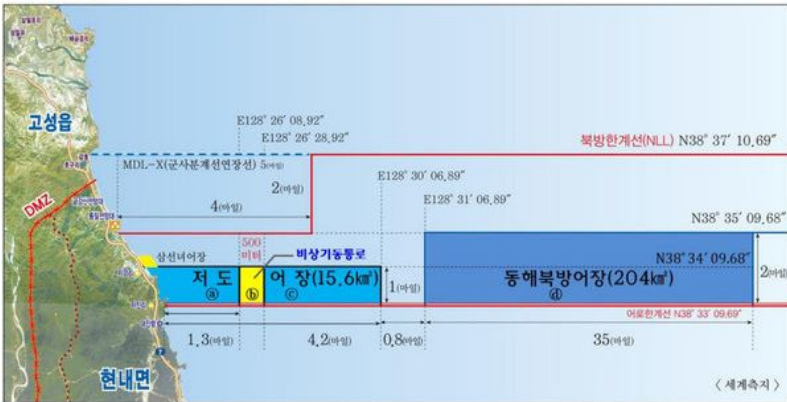 고성읍
E128° 26′ 08.92″
E128° 26′ 28.92″
북방한계선(NLL) N38° 37′ 10.69″
MDL-X(군사분계선연장선) 5(마일)
2(마일)
4(마일)
E128° 30′ 06.89″
E128° 31′ 06.89″
DMZ
통일전망대
N38° 35′ 09.68″
삼선녀어장
500
미터
비상기동통로
N38° 34′ 09.68″
저 도
ⓐ
ⓑ
어 장(15.6㎢)
ⓒ
1(마일)
동해북방어장(204㎢)
ⓓ
2(마일)
어로한계선 N38° 33′ 09.69″
1.3(마일)
4.2(마일)
0.8(마일)
35(마일)
현내면
7
〈세계측지〉